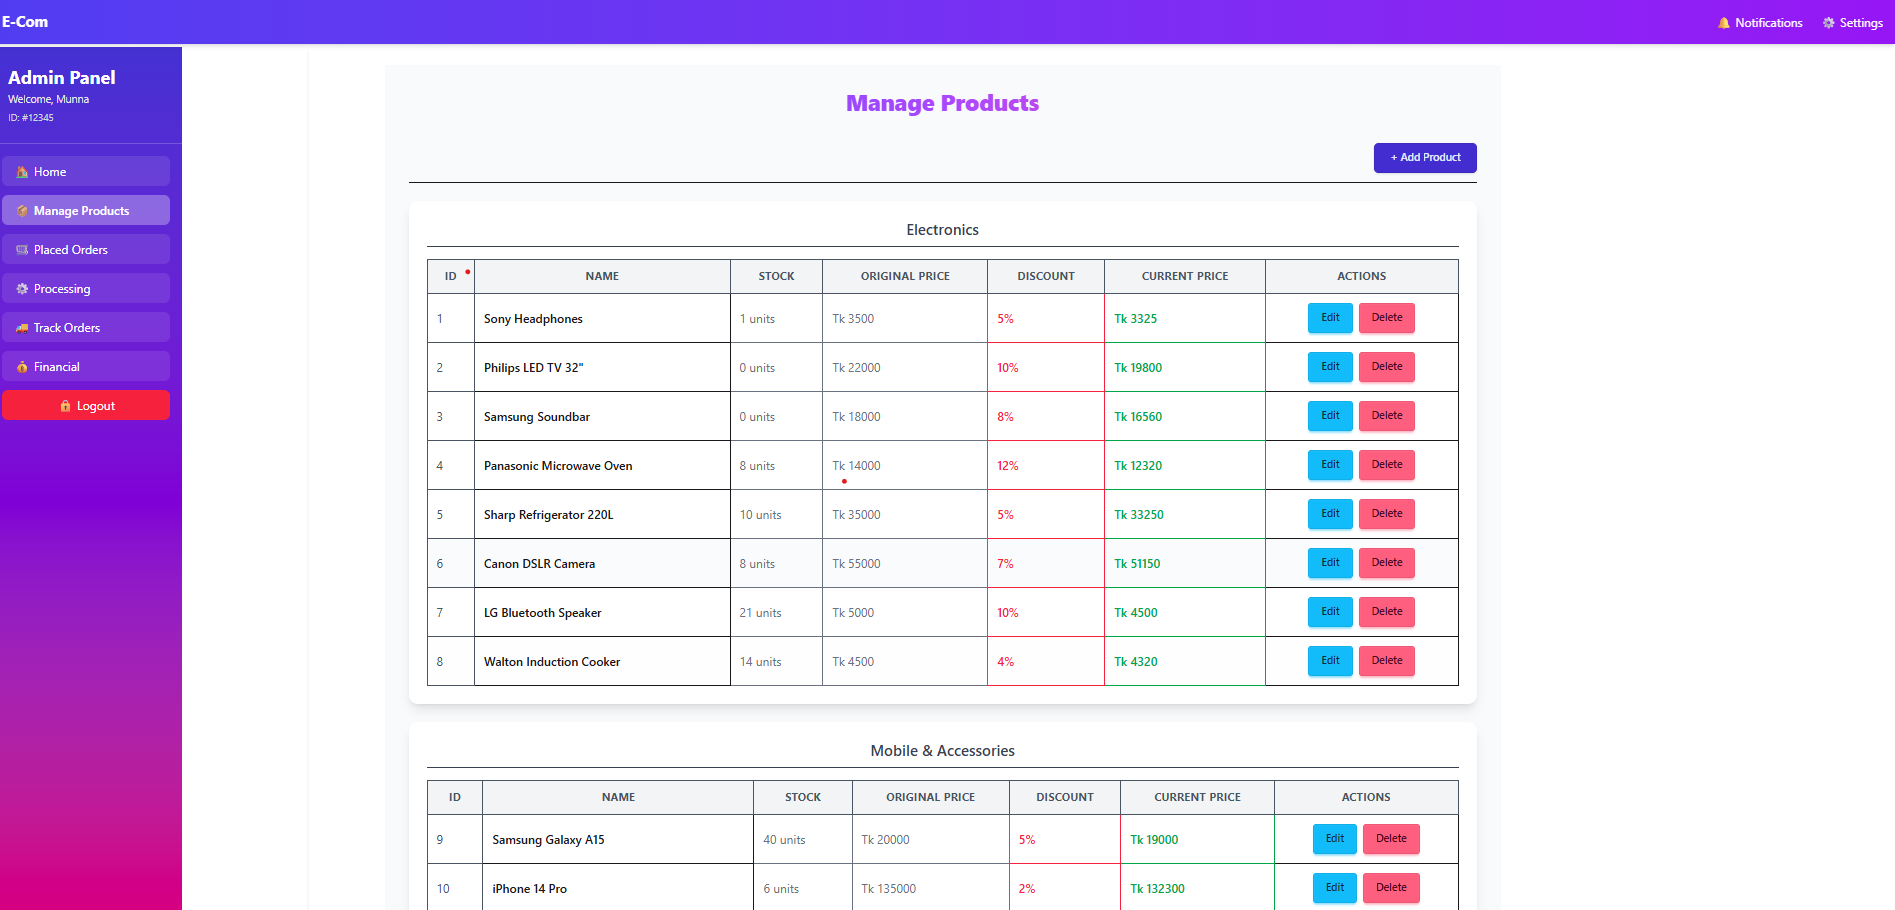 E-Com
🔔 Notifications ⚙️ Settings
Admin Panel
Welcome, Munna
ID: #12345
🏠 Home
📦 Manage Products
🛒 Placed Orders
⚙️ Processing
🚚 Track Orders
💰 Financial
🔒 Logout
Manage Products
+ Add Product
Electronics
ID NAME STOCK ORIGINAL PRICE DISCOUNT CURRENT PRICE ACTIONS
1 Sony Headphones 1 units Tk 3500 5% Tk 3325 Edit Delete
2 Philips LED TV 32" 0 units Tk 22000 10% Tk 19800 Edit Delete
3 Samsung Soundbar 0 units Tk 18000 8% Tk 16560 Edit Delete
4 Panasonic Microwave Oven 8 units Tk 14000 12% Tk 12320 Edit Delete
5 Sharp Refrigerator 220L 10 units Tk 35000 5% Tk 33250 Edit Delete
6 Canon DSLR Camera 8 units Tk 55000 7% Tk 51150 Edit Delete
7 LG Bluetooth Speaker 21 units Tk 5000 10% Tk 4500 Edit Delete
8 Walton Induction Cooker 14 units Tk 4500 4% Tk 4320 Edit Delete
Mobile & Accessories
ID NAME STOCK ORIGINAL PRICE DISCOUNT CURRENT PRICE ACTIONS
9 Samsung Galaxy A15 40 units Tk 20000 5% Tk 19000 Edit Delete
10 iPhone 14 Pro 6 units Tk 135000 2% Tk 132300 Edit Delete